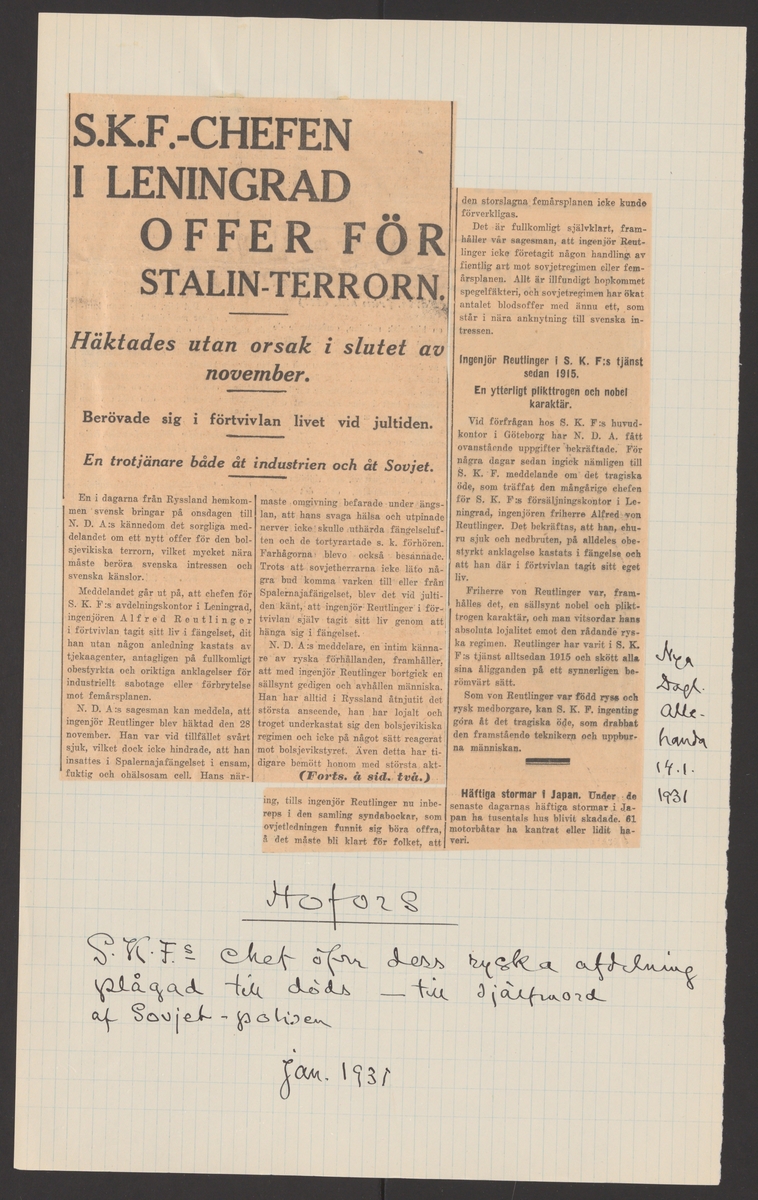 S.K.F.-CHEFEN
I LENINGRAD
OFFER FÖR
STALIN-TERRORN.
Häktades utan orsak i slutet av
november.
Berövade sig i förtvivlan livet vid jultiden.
En trotjänare både åt industrien och åt Sovjet.
En i dagarna från Ryssland hemkom-
men svensk bringar på onsdagen till
N. D. A:s kännedom det sorgliga med-
delandet om ett nytt offer för den bol-
sjevikiska terrorn, vilket mycket nära
måste beröra svenska intressen och
svenska känslor.
Meddelandet går ut på, att chefen för
S. K. F:s avdelningskontor i Leningrad,
ingenjören Alfred Reutlinger
i förtvivlan tagit sitt liv i fängelset, dit
han utan någon anledning kastats av
tjekaagenter, antagligen på fullkomligt
obestyrkta och oriktiga anklagelser för
industriellt sabotage eller förbrytelse
mot femårsplanen.
N. D. A:s sagesman kan meddela, att
ingenjör Reutlinger blev häktad den 28
november. Han var vid tillfället svårt
sjuk, vilket dock icke hindrade, att han
insattes i Spalernajafängelset i ensam,
fuktig och ohälsosam cell. Hans när-
maste omgivning befarade under ängs-
lan, att hans svaga hälsa och utpinade
nerver icke skulle uthärda fängelseluf-
ten och de tortyrartade s. k. förhören.
Farhågorna blevo också besannade.
Trots att sovjetherrarna icke låto nå-
gra bud komma varken till eller från
Spalernajafängelset, blev det vid julti-
den känt, att ingenjör Reutlinger i för-
tvivlan själv tagit sitt liv genom att
hänga sig i fängelset.
N. D. A:s meddelare, en intim känna-
re av ryska förhållanden, framhåller,
att med ingenjör Reutlinger bortgick en
sällsynt gedigen och avhållen människa.
Han har alltid i Ryssland åtnjutit det
största anseende, han har lojalt och
troget underkastat sig den bolsjevikiska
regimen och icke på något sätt reagerat
mot bolsjevikstyret. Även detta har ti-
digare bemött honom med största akt-
(Forts. å sid. två.)
ing, tills ingenjör Reutlinger nu inbe-
reps i den samling syndabockar, som
ovjetledningen funnit sig böra offra,
å det måste bli klart för folket, att
den storslagna femårsplanen icke kunde
förverkligas.
Det är fullkomligt självklart, fram-
håller vår sagesman, att ingenjör Reut-
linger icke företagit någon handling av
fientlig art mot sovjetregimen eller fem-
årsplanen. Allt är illfundigt hopkommet
spegelfäkteri, och sovjetregimen har ökat
antalet blodsoffer med ännu ett, som
står i nära anknytning till svenska in-
tressen.
Ingenjör Reutlinger i S. K. F:s tjänst
sedan 1915.
En ytterligt plikttrogen och nobel
karaktär.
Vid förfrågan hos S. K. F:s huvud-
kontor i Göteborg har N. D. A. fått
ovanstående uppgifter bekräftade. För
några dagar sedan ingick nämligen till
S. K. F. meddelande om det tragiska
öde, som träffat den mångårige chefen
för S. K. F:s försäljningskontor i Le-
ningrad, ingenjören friherre Alfred von
Reutlinger. Det bekräftas, att han, ehu-
ru sjuk och nedbruten, på alldeles obe-
styrkt anklagelse kastats i fängelse och
att han där i förtvivlan tagit sitt eget
liv.
Friherre von Reutlinger var, fram-
hålles det, en sällsynt nobel och plikt-
trogen karaktär, och man vitsordar hans
absoluta lojalitet emot den rådande rys-
ka regimen. Reutlinger har varit i S. K.
F:s tjänst alltsedan 1915 och skött alla
sina åligganden på ett synnerligen be-
römvärt sätt.
Som von Reutlinger var född ryss och
rysk medborgare, kan S. K. F. ingenting
göra åt det tragiska öde, som drabbat
den framstående teknikern och uppbur-
na människan.
Häftiga stormar i Japan. Under de
senaste dagarnas häftiga stormar i Ja-
pan ha tusentals hus blivit skadade. 61
motorbåtar ha kantrat eller lidit ha-
veri.
Nya
Dagl.
Alle-
handa
14.1.
1931
Hofors
S.K.F.s chef öfver dess ryska afdelning
plågad till döds – till sjelfmord
af Sovjet-polisen
jan. 1931